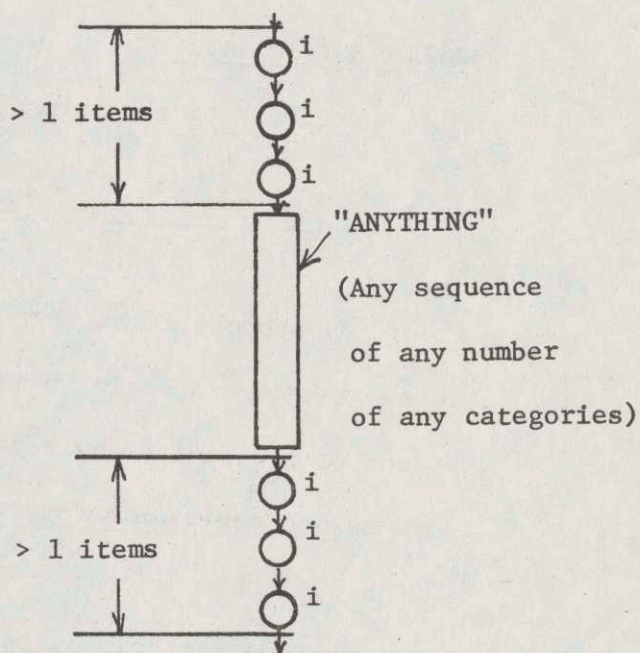 i
i
> 1 items
i
"ANYTHING"
(Any sequence
of any number
of any categories)
i
i
> 1 items
i